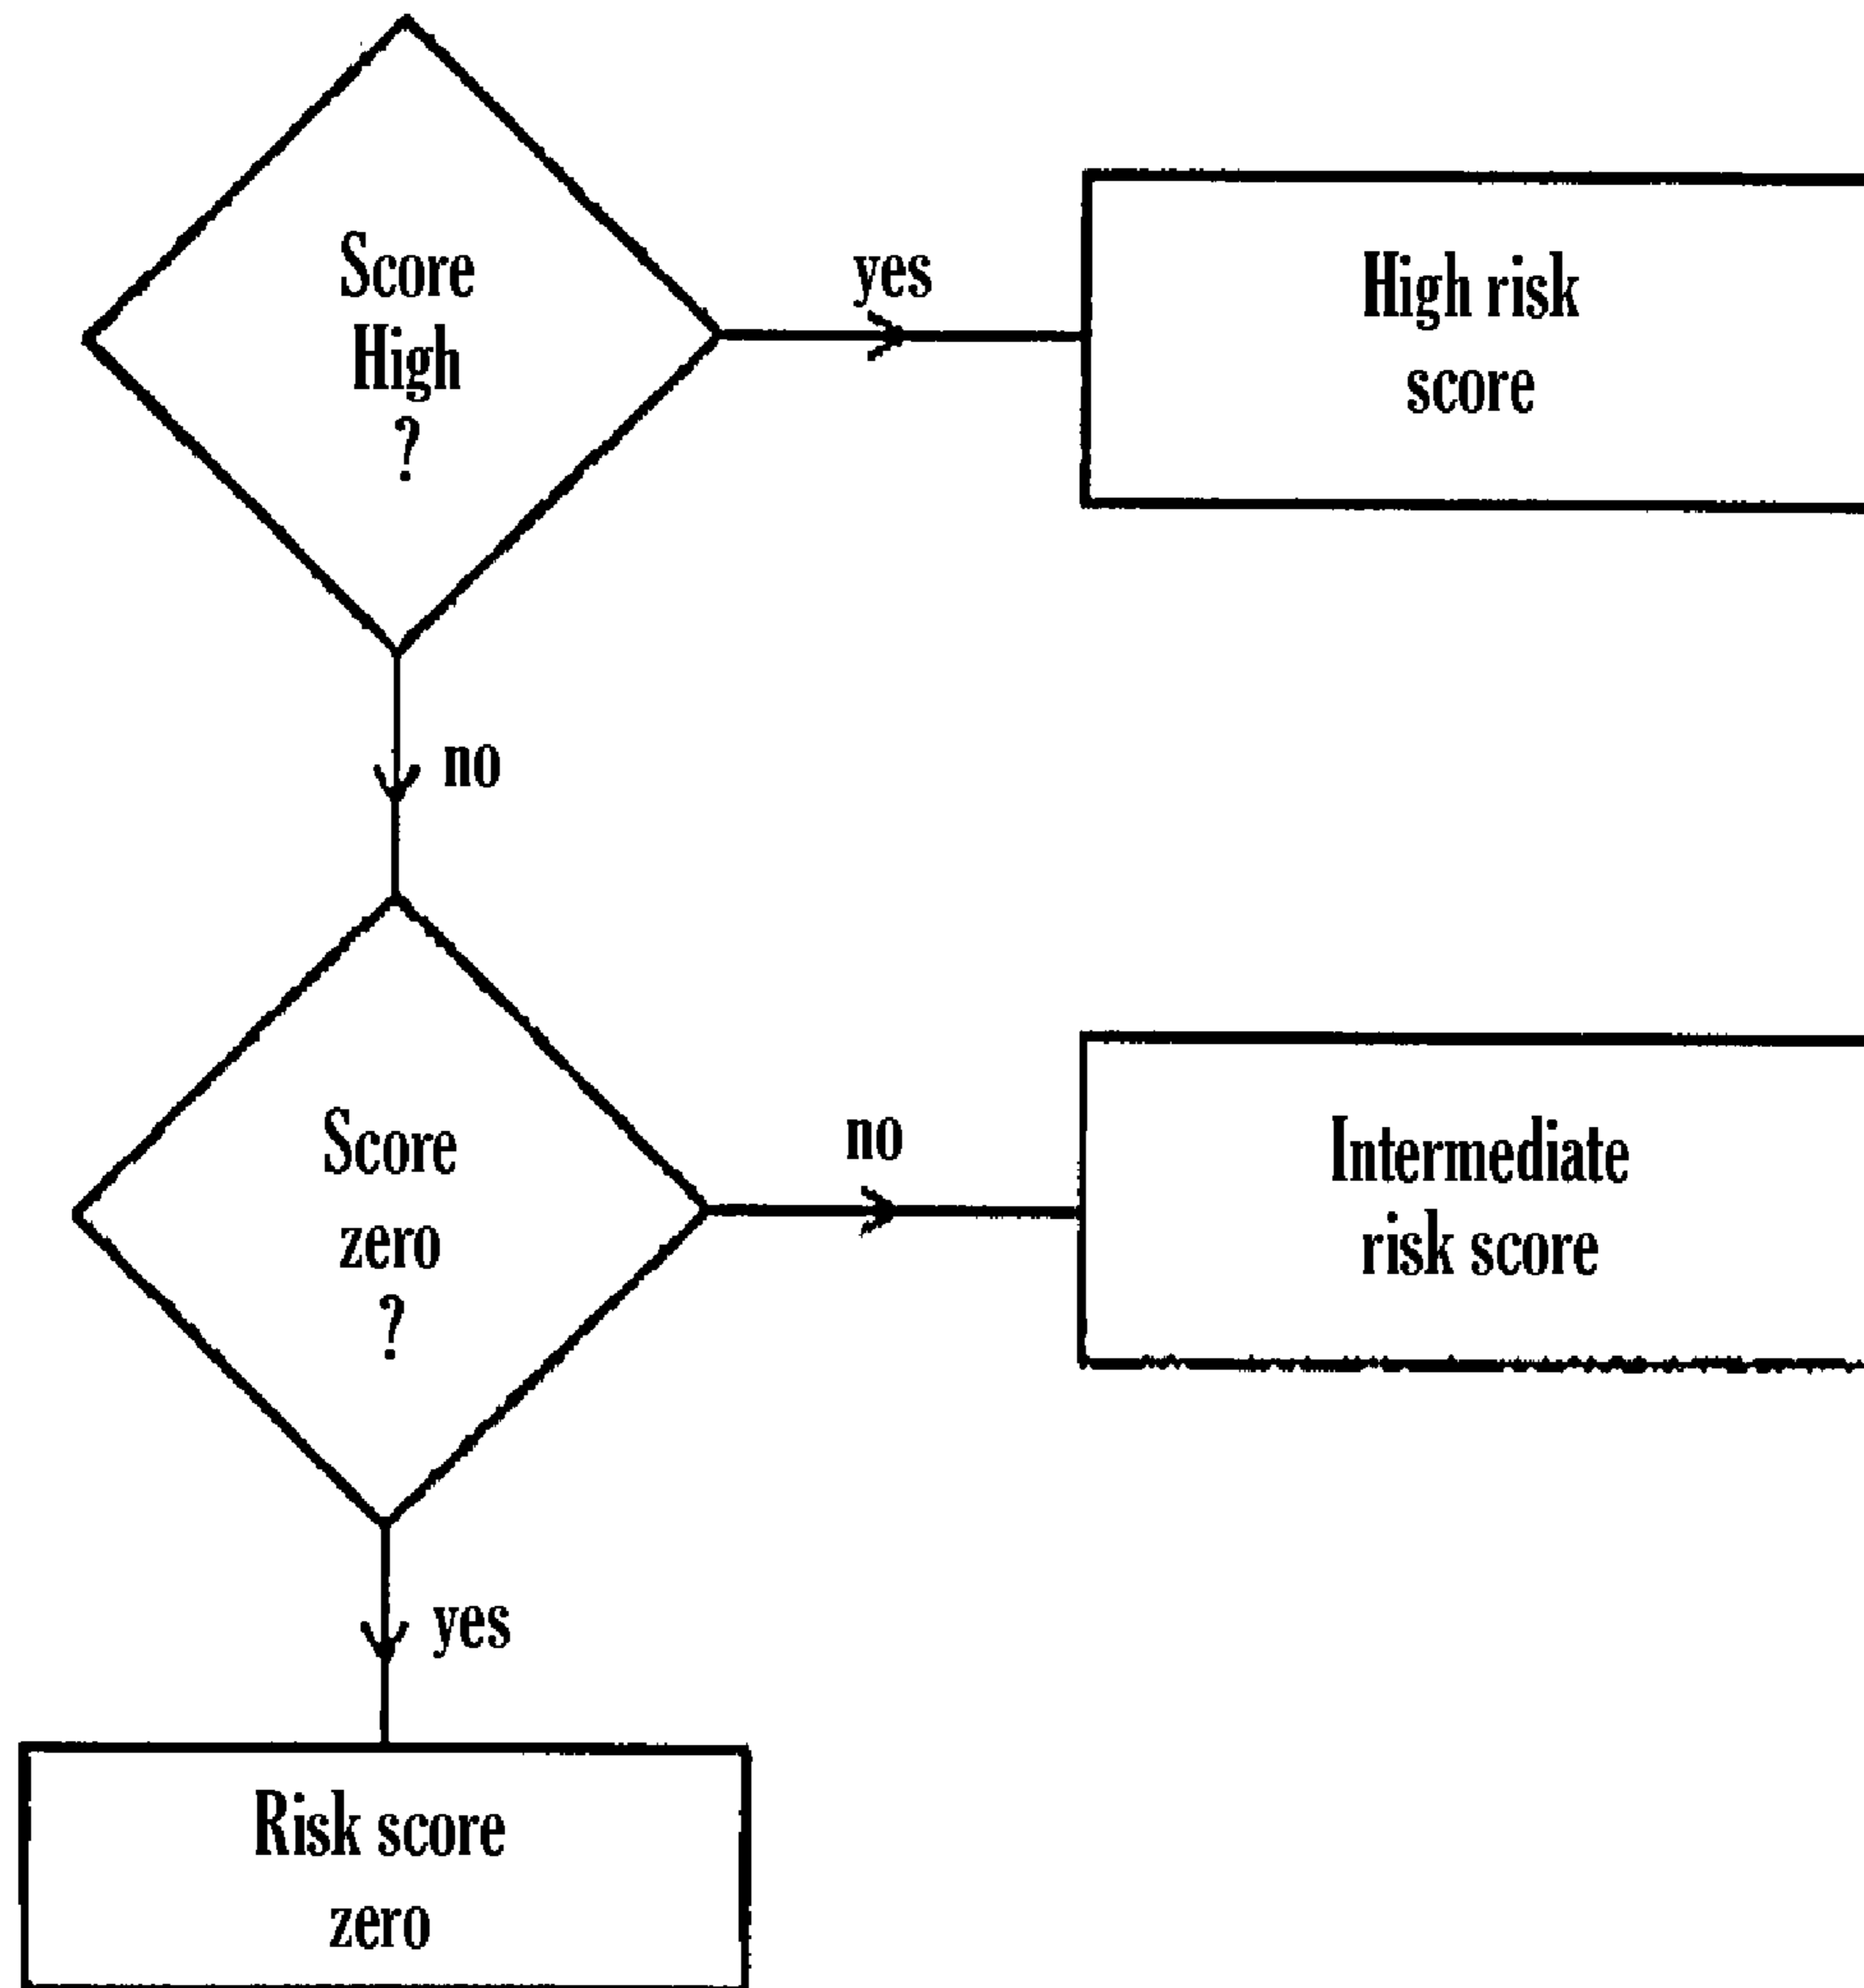 Score
High
?
yes
High risk
score
no
Score
zero
?
no
Intermediate
risk score
yes
Risk score
zero